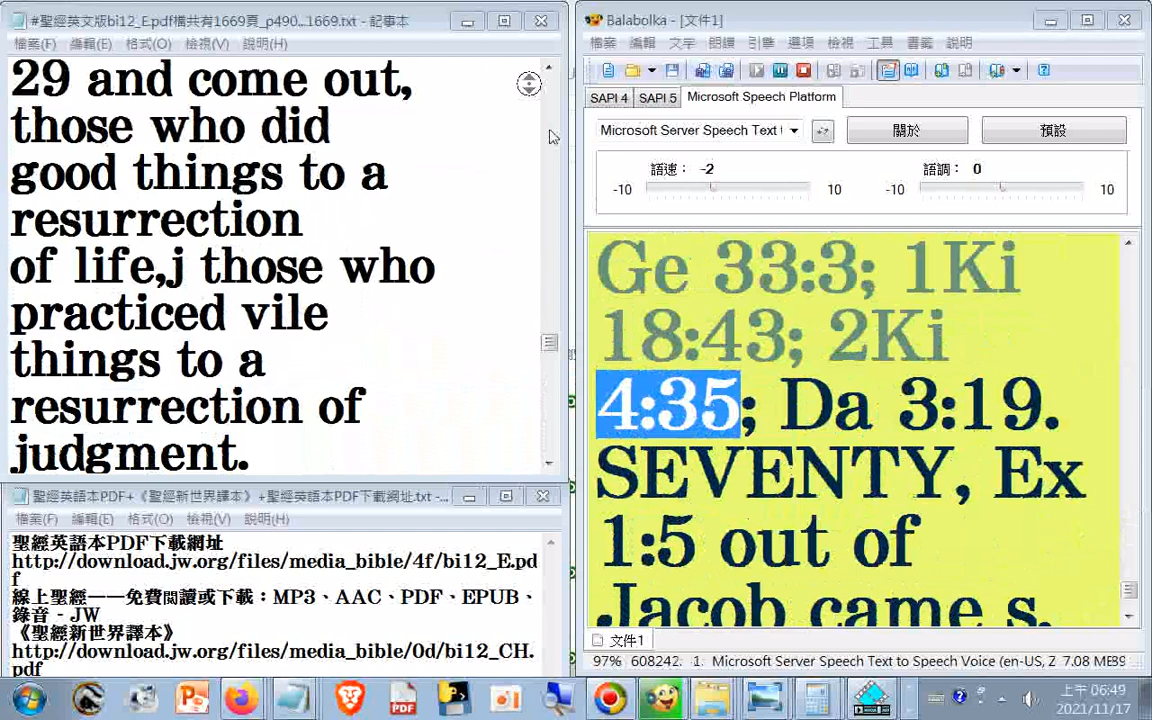 #聖經英文版bi12_E.pdf檔共有1669頁_p490...1669.txt - 記事本
檔案(F) 編輯(E) 格式(O) 檢視(V) 說明(H)
29 and come out,
those who did
good things to a
resurrection
of life,j those who
practiced vile
things to a
resurrection of
judgment.
聖經英語本PDF+《聖經新世界譯本》+聖經英語本PDF下載網址.txt -...
檔案(F) 編輯(E) 格式(O) 檢視(V) 說明(H)
聖經英語本PDF下載網址
http://download.jw.org/files/media_bible/4f/bi12_E.pd
f
線上聖經——免費閱讀或下載：MP3、AAC、PDF、EPUB、
錄音 - JW
《聖經新世界譯本》
http://download.jw.org/files/media_bible/0d/bi12_CH.
pdf
Balabolka - [文件1]
檔案 編輯 文字 朗讀 引擎 選項 檢視 工具 書籤 說明
SAPI 4 SAPI 5 Microsoft Speech Platform
Microsoft Server Speech Text 關於 預設
語速： -2 語調： 0
-10 10 -10 10
Ge 33:3; 1Ki
18:43; 2Ki
4:35; Da 3:19.
SEVENTY, Ex
1:5 out of
Jacob came s.
文件1
97% 608242. 1. Microsoft Server Speech Text to Speech Voice (en-US, Z 7.08 MB
PDF
上午 06:49
2021/11/17